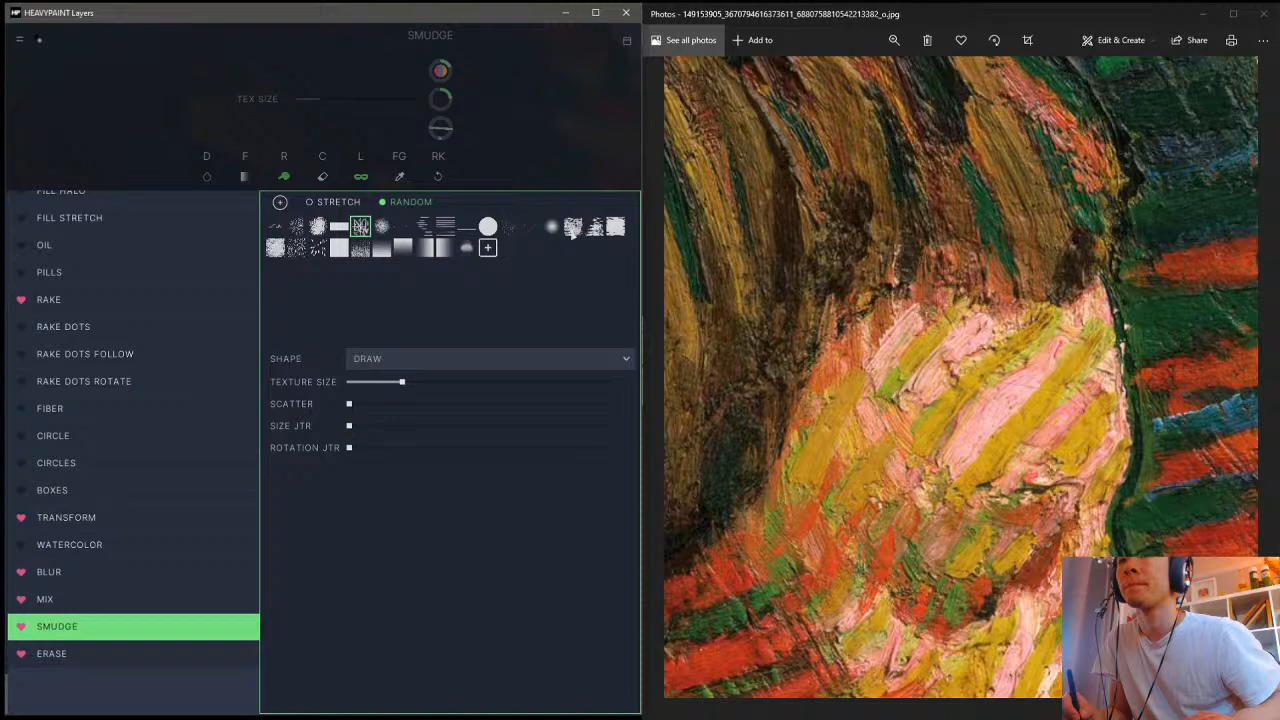 HP HEAVYPAINT Layers
SMUDGE
TEX SIZE
D F R C L FG RK
FILL HALO
FILL STRETCH
OIL
PILLS
RAKE
RAKE DOTS
RAKE DOTS FOLLOW
RAKE DOTS ROTATE
FIBER
CIRCLE
CIRCLES
BOXES
TRANSFORM
WATERCOLOR
BLUR
MIX
SMUDGE
ERASE
STRETCH RANDOM
SHAPE DRAW
TEXTURE SIZE
SCATTER
SIZE JTR
ROTATION JTR
Photos - 149153905_3670794616373611_6880758810542213382_o.jpg
See all photos Add to Edit & Create Share